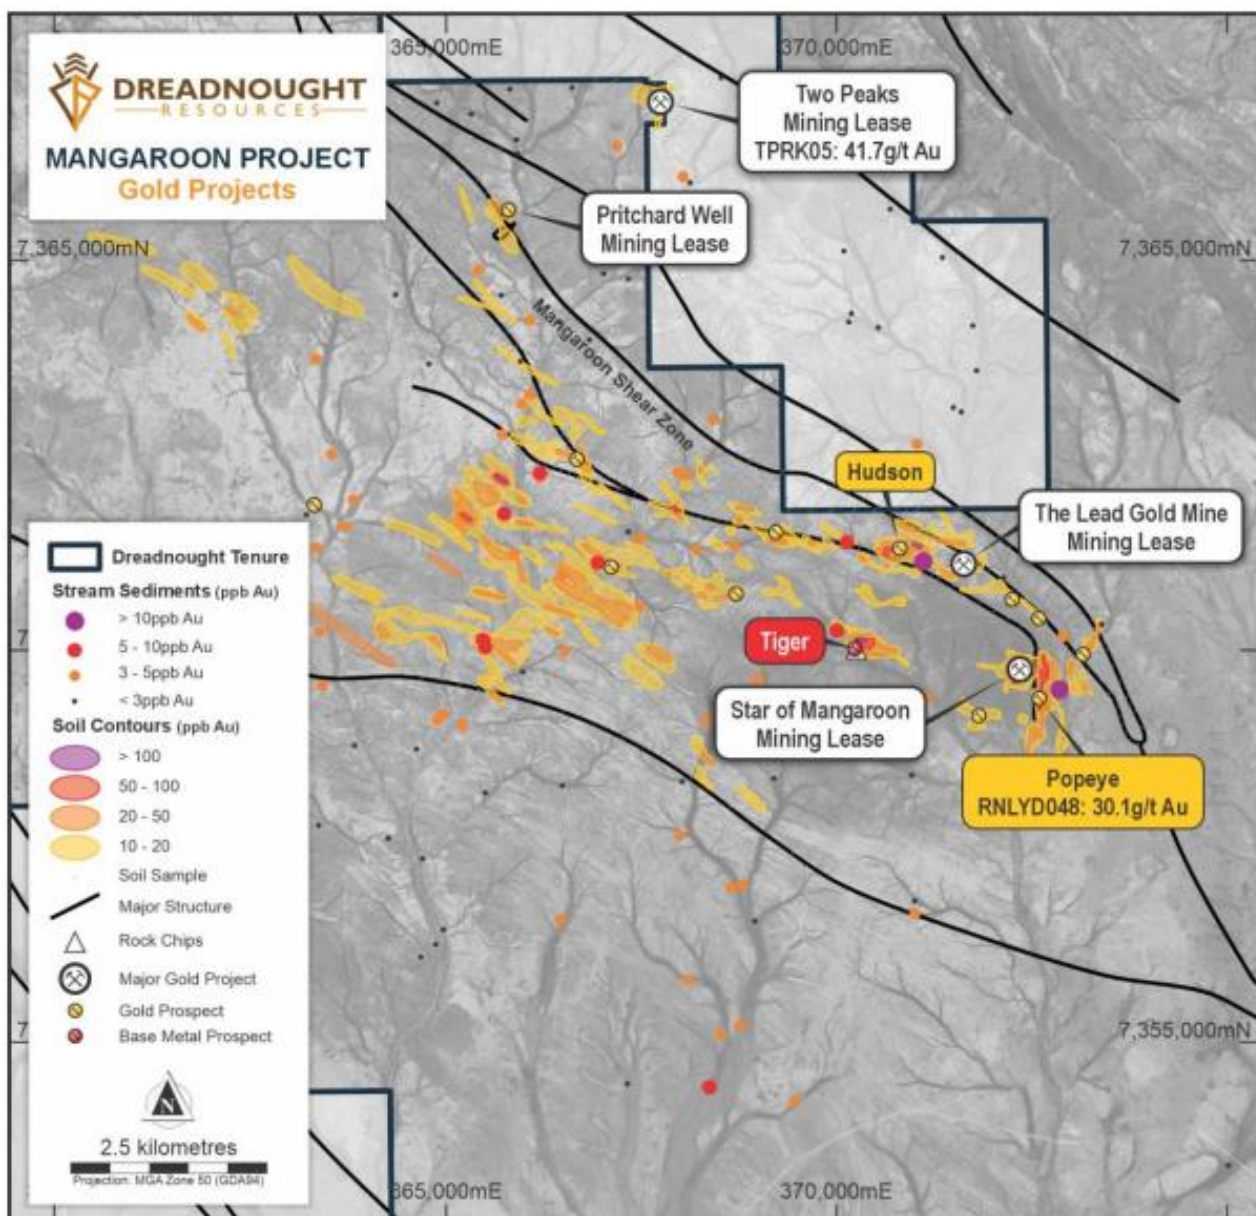 DREADNOUGHT
RESOURCES
MANGAROON PROJECT
Gold Projects
365,000mE
370,000mE
Two Peaks
Mining Lease
TPRK05: 41.7g/t Au
Pritchard Well
Mining Lease
7,365,000mN
7,365,000mN
Mangaroon Shear Zone
Hudson
The Lead Gold Mine
Mining Lease
Tiger
Star of Mangaroon
Mining Lease
Popeye
RNLYD048: 30.1g/t Au
Dreadnought Tenure
Stream Sediments (ppb Au)
> 10ppb Au
5 - 10ppb Au
3 - 5ppb Au
< 3ppb Au
Soil Contours (ppb Au)
> 100
50 - 100
20 - 50
10 - 20
Soil Sample
Major Structure
Rock Chips
Major Gold Project
Gold Prospect
Base Metal Prospect
N
2.5 kilometres
Projection: MGA Zone 50 (GDA94)
7,355,000mN
365,000mE
370,000mE